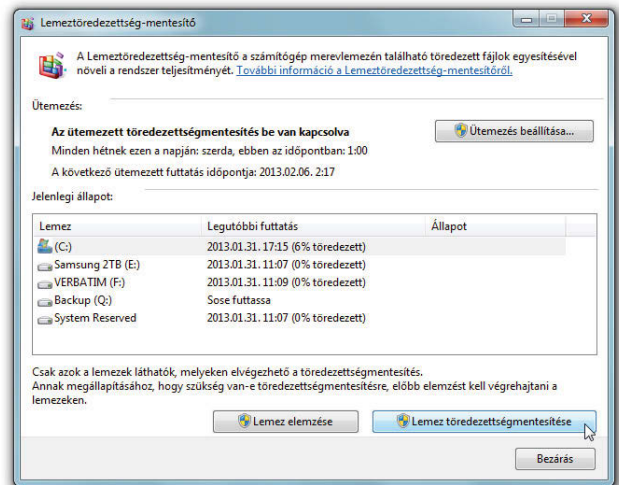 Lemeztöredezettség-mentesítő
A Lemeztöredezettség-mentesítő a számítógép merevlemezén található töredezett fájlok egyesítésével
növeli a rendszer teljesítményét. További információ a Lemeztöredezettség-mentesítőről.
Ütemezés:
Az ütemezett töredezettségmentesítés be van kapcsolva
Ütemezés beállítása...
Minden hétnek ezen a napján: szerda, ebben az időpontban: 1:00
A következő ütemezett futtatás időpontja: 2013.02.06. 2:17
Jelenlegi állapot:
Lemez Legutóbbi futtatás Állapot
(C:) 2013.01.31. 17:15 (6% töredezett)
Samsung 2TB (E:) 2013.01.31. 11:07 (0% töredezett)
VERBATIM (F:) 2013.01.31. 11:09 (0% töredezett)
Backup (Q:) Sose futtassa
System Reserved 2013.01.31. 11:07 (0% töredezett)
Csak azok a lemezek láthatók, melyeken elvégezhető a töredezettségmentesítés.
Annak megállapításához, hogy szükség van-e töredezettségmentesítésre, előbb elemzést kell végrehajtani a
lemezeken.
Lemez elemzése Lemez töredezettségmentesítése
Bezárás